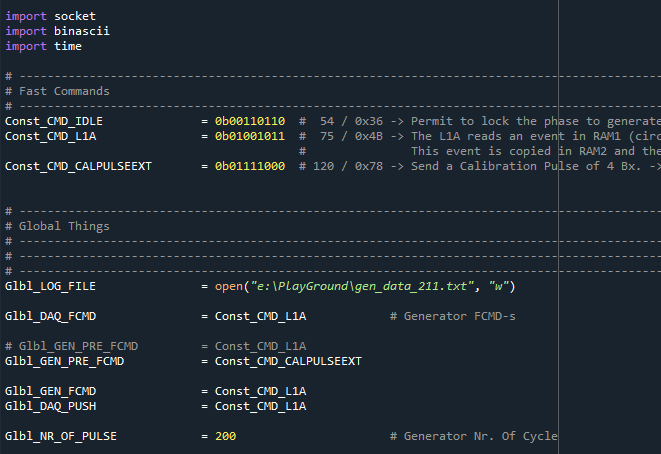 import socket
import binascii
import time
# --------------------------------------------------------------------------------------------
# Fast Commands
# --------------------------------------------------------------------------------------------
Const_CMD_IDLE = 0b00110110 # 54 / 0x36 -> Permit to lock the phase to generate
Const_CMD_L1A = 0b01001011 # 75 / 0x4B -> The L1A reads an event in RAM1 (circ
# This event is copied in RAM2 and the
Const_CMD_CALPULSEEXT = 0b01111000 # 120 / 0x78 -> Send a Calibration Pulse of 4 Bx. ->
# --------------------------------------------------------------------------------------------
# Global Things
# --------------------------------------------------------------------------------------------
# --------------------------------------------------------------------------------------------
# --------------------------------------------------------------------------------------------
Glbl_LOG_FILE = open("e:\PlayGround\gen_data_211.txt", "w")
Glbl_DAQ_FCMD = Const_CMD_L1A # Generator FCMD-s
# Glbl_GEN_PRE_FCMD = Const_CMD_L1A
Glbl_GEN_PRE_FCMD = Const_CMD_CALPULSEEXT
Glbl_GEN_FCMD = Const_CMD_L1A
Glbl_DAQ_PUSH = Const_CMD_L1A
Glbl_NR_OF_PULSE = 200 # Generator Nr. Of Cycle